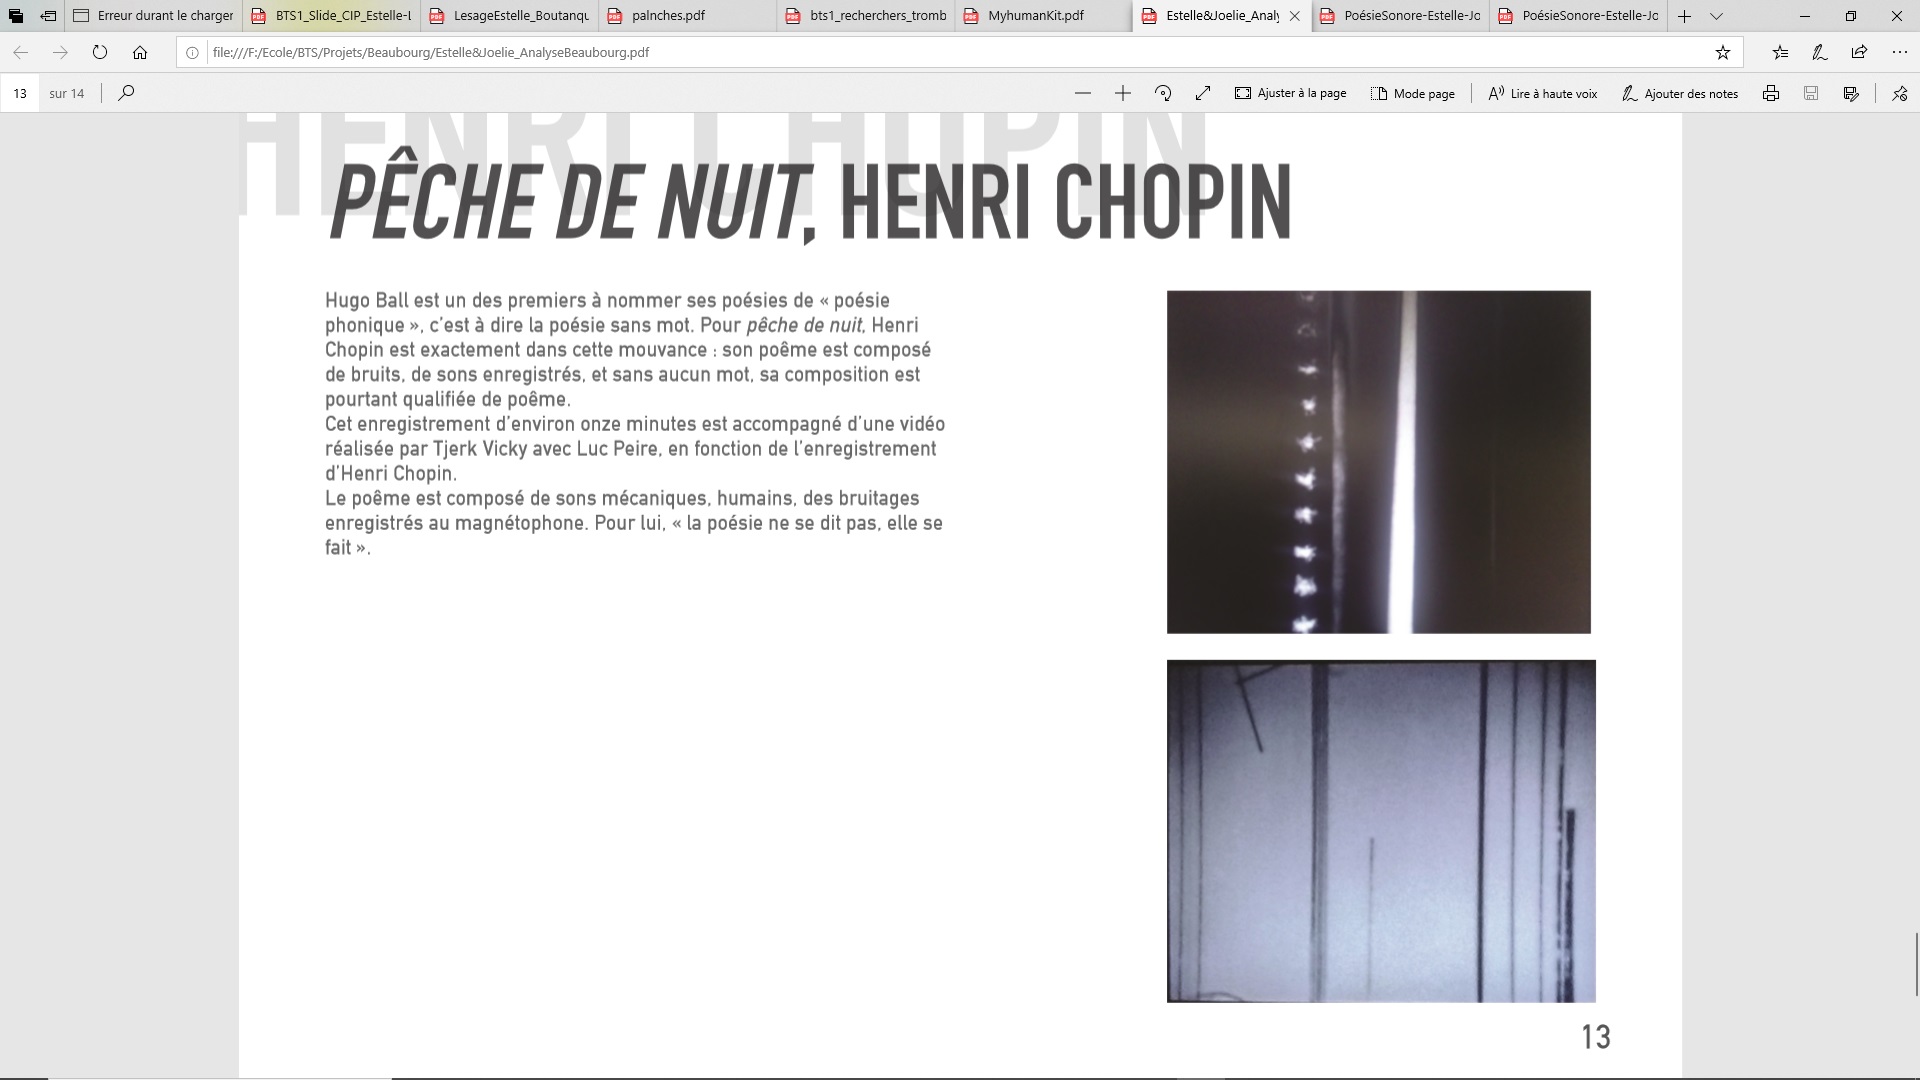 Erreur durant le charger
BTS1_Slide_CIP_Estelle-L
LesageEstelle_Boutanqu
palnches.pdf
bts1_recherchers_tromb
MyhumanKit.pdf
Estelle&Joelie_Analy
PoésieSonore-Estelle-Jo
PoésieSonore-Estelle-Jo
file:///F:/Ecole/BTS/Projets/Beaubourg/Estelle&Joelie_AnalyseBeaubourg.pdf
13 sur 14
Ajuster à la page
Mode page
Lire à haute voix
Ajouter des notes
HENRI CHOPIN
PÊCHE DE NUIT, HENRI CHOPIN
Hugo Ball est un des premiers à nommer ses poésies de « poésie
phonique », c'est à dire la poésie sans mot. Pour pêche de nuit, Henri
Chopin est exactement dans cette mouvance : son poême est composé
de bruits, de sons enregistrés, et sans aucun mot, sa composition est
pourtant qualifiée de poême.
Cet enregistrement d'environ onze minutes est accompagné d'une vidéo
réalisée par Tjerk Vicky avec Luc Peire, en fonction de l'enregistrement
d'Henri Chopin.
Le poême est composé de sons mécaniques, humains, des bruitages
enregistrés au magnétophone. Pour lui, « la poésie ne se dit pas, elle se
fait ».
13